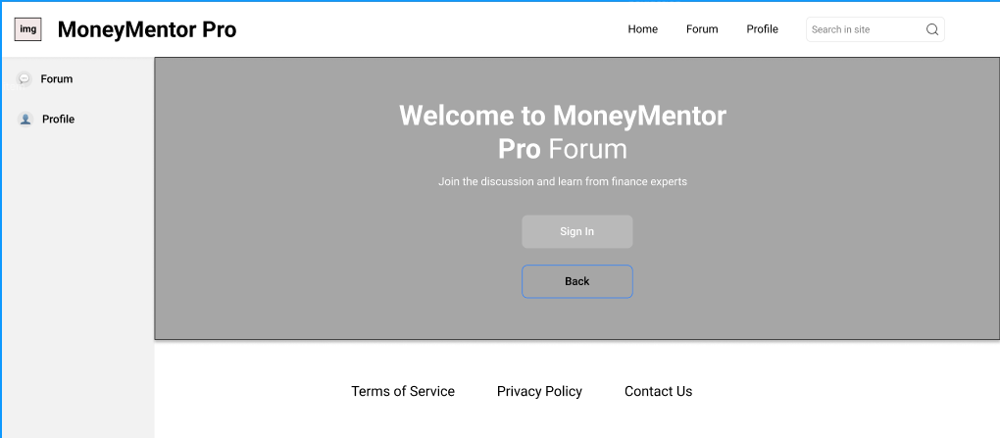 img
MoneyMentor Pro
Home
Forum
Profile
Search in site
Forum
Profile
Welcome to MoneyMentor
Pro Forum
Join the discussion and learn from finance experts
Sign In
Back
Terms of Service
Privacy Policy
Contact Us